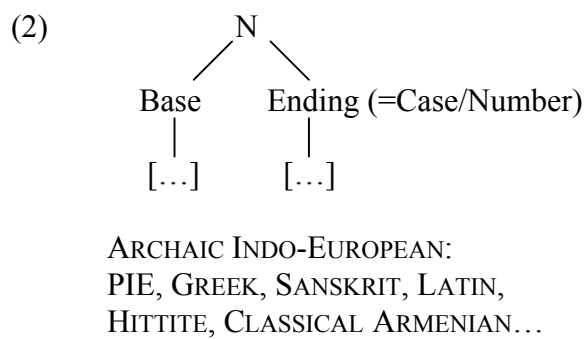 (2) N
Base Ending (=Case/Number)
[…] […]
ARCHAIC INDO-EUROPEAN:
PIE, GREEK, SANSKRIT, LATIN,
HITTITE, CLASSICAL ARMENIAN…